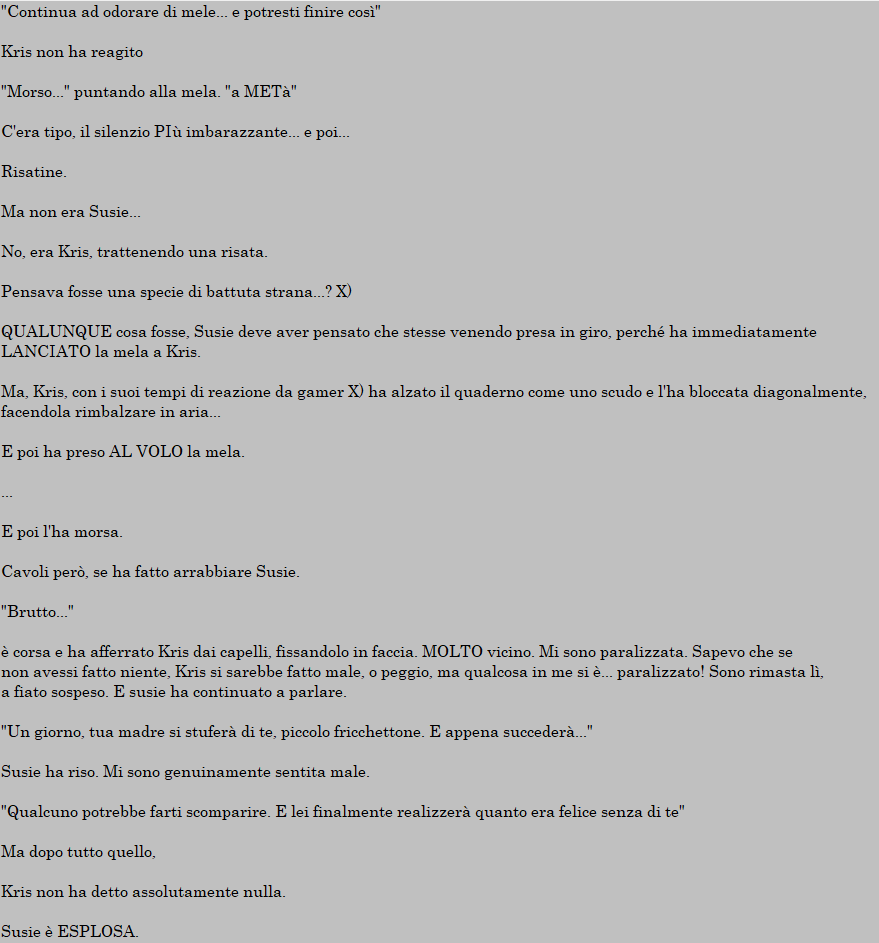 "Continua ad odorare di mele... e potresti finire così"
Kris non ha reagito
"Morso..." puntando alla mela. "a METà"
C'era tipo, il silenzio PIù imbarazzante... e poi...
Risatine.
Ma non era Susie...
No, era Kris, trattenendo una risata.
Pensava fosse una specie di battuta strana...? X)
QUALUNQUE cosa fosse, Susie deve aver pensato che stesse venendo presa in giro, perché ha immediatamente
LANCIATO la mela a Kris.
Ma, Kris, con i suoi tempi di reazione da gamer X) ha alzato il quaderno come uno scudo e l'ha bloccata diagonalmente,
facendola rimbalzare in aria...
E poi ha preso AL VOLO la mela.
...
E poi l'ha morsa.
Cavoli però, se ha fatto arrabbiare Susie.
"Brutto..."
è corsa e ha afferrato Kris dai capelli, fissandolo in faccia. MOLTO vicino. Mi sono paralizzata. Sapevo che se
non avessi fatto niente, Kris si sarebbe fatto male, o peggio, ma qualcosa in me si è... paralizzato! Sono rimasta lì,
a fiato sospeso. E susie ha continuato a parlare.
"Un giorno, tua madre si stuferà di te, piccolo fricchettone. E appena succederà..."
Susie ha riso. Mi sono genuinamente sentita male.
"Qualcuno potrebbe farti scomparire. E lei finalmente realizzerà quanto era felice senza di te"
Ma dopo tutto quello,
Kris non ha detto assolutamente nulla.
Susie è ESPLOSA.